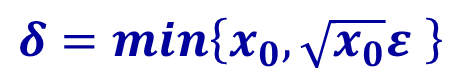 δ = min{x₀, √x₀ε }